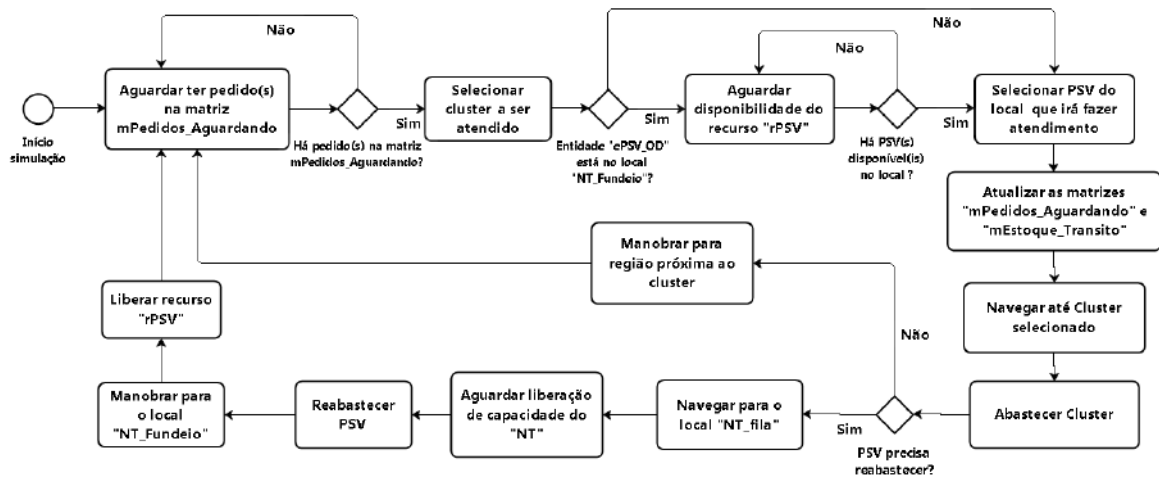 Não
Não
Não
Aguardar ter pedido(s)
na matriz
mPedidos_Aguardando
Selecionar
cluster a ser
atendido
Aguardar
disponibilidade do
recurso "rPSV"
Selecionar PSV do
local que irá fazer
atendimento
Início
simulação
Sim
Sim
Sim
Há pedido(s) na matriz
mPedidos_Aguardando?
Entidade "ePSV_OD"
está no local
"NT_Fundeio"?
Há PSV(s)
disponível(is)
no local ?
Atualizar as matrizes
"mPedidos_Aguardando" e
"mEstoque_Transito"
Manobrar para
região próxima ao
cluster
Liberar recurso
"rPSV"
Navegar até Cluster
selecionado
Não
Manobrar para
o local
"NT_Fundeio"
Reabastecer
PSV
Aguardar liberação
de capacidade do
"NT"
Navegar para o
local "NT_fila"
Sim
Abastecer Cluster
PSV precisa
reabastecer?